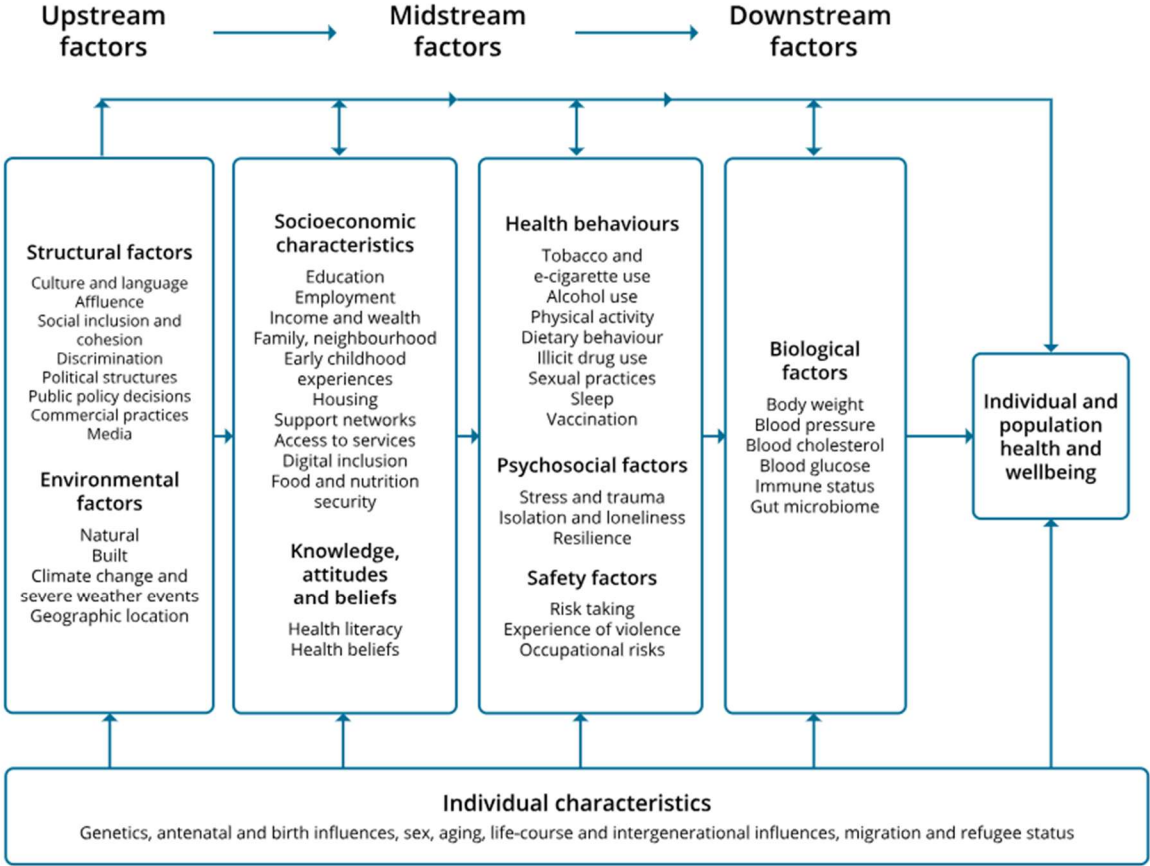 Upstream
factors
Midstream
factors
Downstream
factors
Structural factors
Culture and language
Affluence
Social inclusion and
cohesion
Discrimination
Political structures
Public policy decisions
Commercial practices
Media
Environmental
factors
Natural
Built
Climate change and
severe weather events
Geographic location
Socioeconomic
characteristics
Education
Employment
Income and wealth
Family, neighbourhood
Early childhood
experiences
Housing
Support networks
Access to services
Digital inclusion
Food and nutrition
security
Knowledge,
attitudes
and beliefs
Health literacy
Health beliefs
Health behaviours
Tobacco and
e-cigarette use
Alcohol use
Physical activity
Dietary behaviour
Illicit drug use
Sexual practices
Sleep
Vaccination
Psychosocial factors
Stress and trauma
Isolation and loneliness
Resilience
Safety factors
Risk taking
Experience of violence
Occupational risks
Biological
factors
Body weight
Blood pressure
Blood cholesterol
Blood glucose
Immune status
Gut microbiome
Individual and
population
health and
wellbeing
Individual characteristics
Genetics, antenatal and birth influences, sex, aging, life-course and intergenerational influences, migration and refugee status